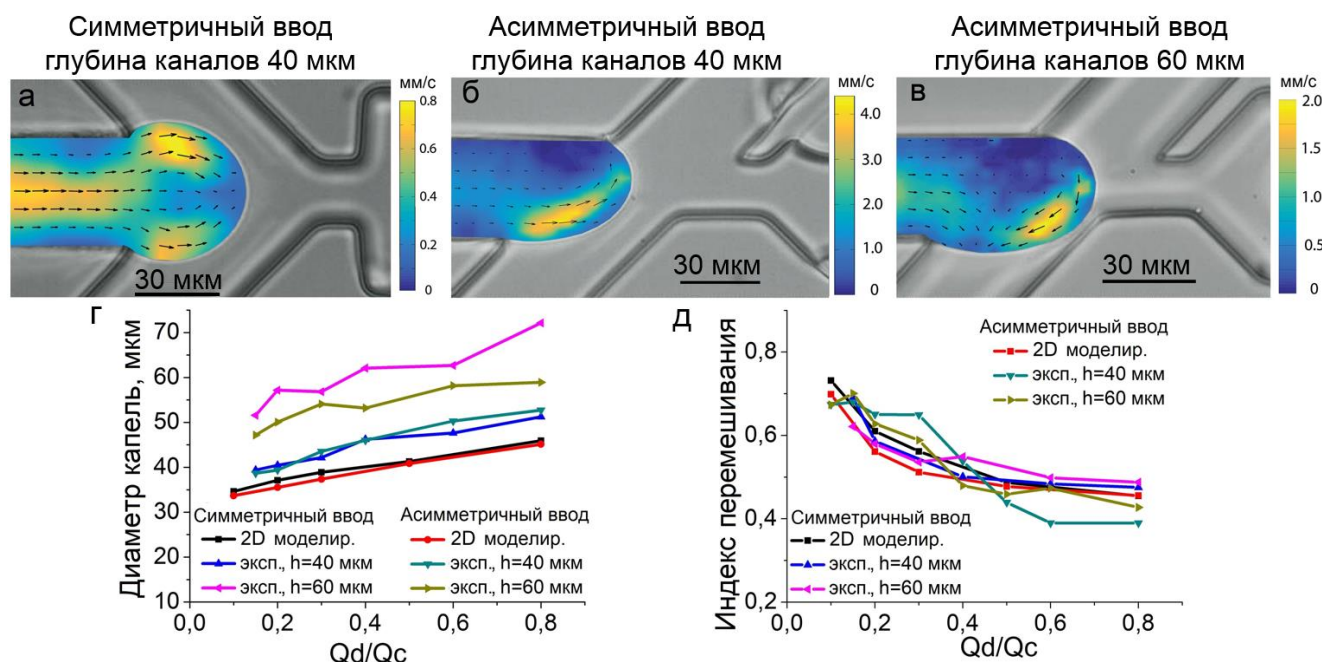 Симметричный ввод
глубина каналов 40 мкм
Асимметричный ввод
глубина каналов 40 мкм
Асимметричный ввод
глубина каналов 60 мкм
а
мм/с
0.8
0.6
0.4
0.2
0
30 мкм
б
мм/с
4.0
3.0
2.0
1.0
0
30 мкм
в
мм/с
2.0
1.5
1.0
0.5
0
30 мкм
г
Диаметр капель, мкм
70
60
50
40
30
20
10
Симметричный ввод
2D моделир.
эксп., h=40 мкм
эксп., h=60 мкм
Асимметричный ввод
2D моделир.
эксп., h=40 мкм
эксп., h=60 мкм
0,0 0,2 0,4 0,6 0,8
Qd/Qc
д
Индекс перемешивания
0,8
0,6
0,4
0,2
Асимметричный ввод
2D моделир.
эксп., h=40 мкм
эксп., h=60 мкм
Симметричный ввод
2D моделир.
эксп., h=40 мкм
эксп., h=60 мкм
0,0 0,2 0,4 0,6 0,8
Qd/Qc